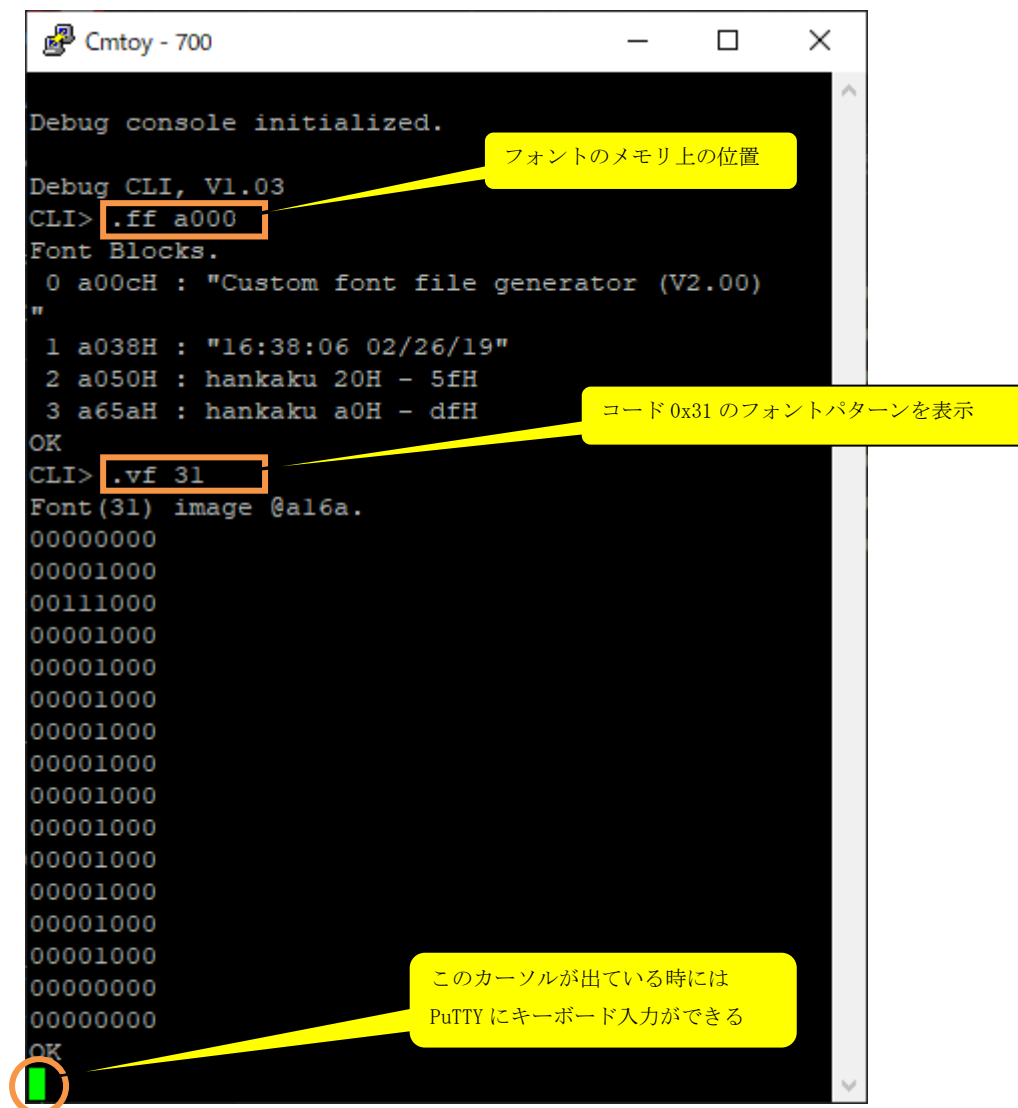 Cmtoy - 700
Debug console initialized.
フォントのメモリ上の位置
Debug CLI, V1.03
CLI> .ff a000
Font Blocks.
0 a00cH : "Custom font file generator (V2.00)
"
1 a038H : "16:38:06 02/26/19"
2 a050H : hankaku 20H - 5fH
3 a65aH : hankaku a0H - dfH
コード 0x31 のフォントパターンを表示
OK
CLI> .vf 31
Font(31) image @a16a.
00000000
00001000
00111000
00001000
00001000
00001000
00001000
00001000
00001000
00001000
00001000
00001000
00001000
00001000
00000000
00000000
このカーソルが出ている時には
PuTTY にキーボード入力ができる
OK